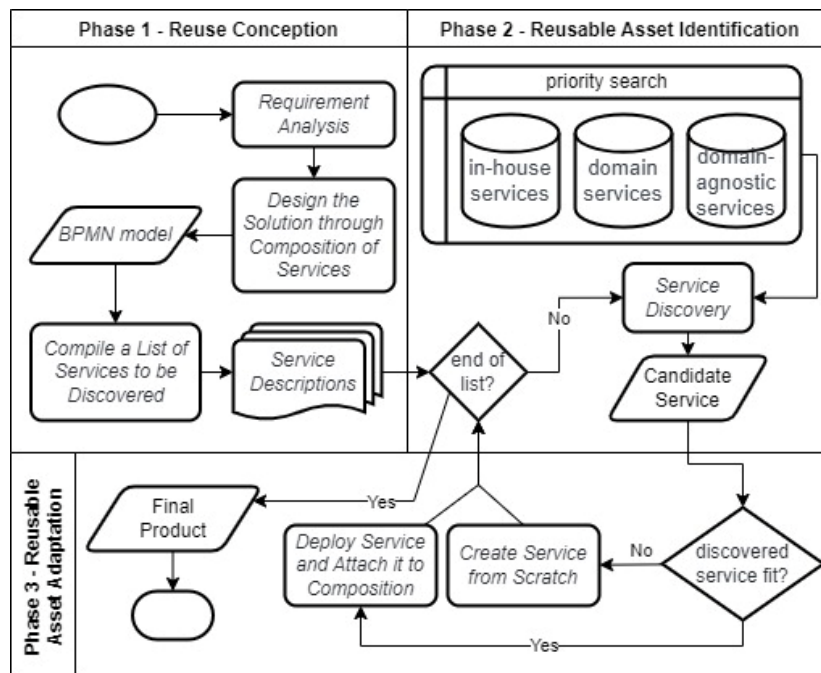 Phase 1 - Reuse Conception
Phase 2 - Reusable Asset Identification
Requirement
Analysis
Design the
Solution through
Composition of
Services
BPMN model
Compile a List of
Services to be
Discovered
Service
Descriptions
priority search
in-house
services
domain
services
domain-
agnostic
services
Service
Discovery
No
end of
list?
Candidate
Service
Phase 3 - Reusable
Asset Adaptation
Final
Product
Yes
Deploy Service
and Attach it to
Composition
Create Service
from Scratch
No
discovered
service fit?
Yes